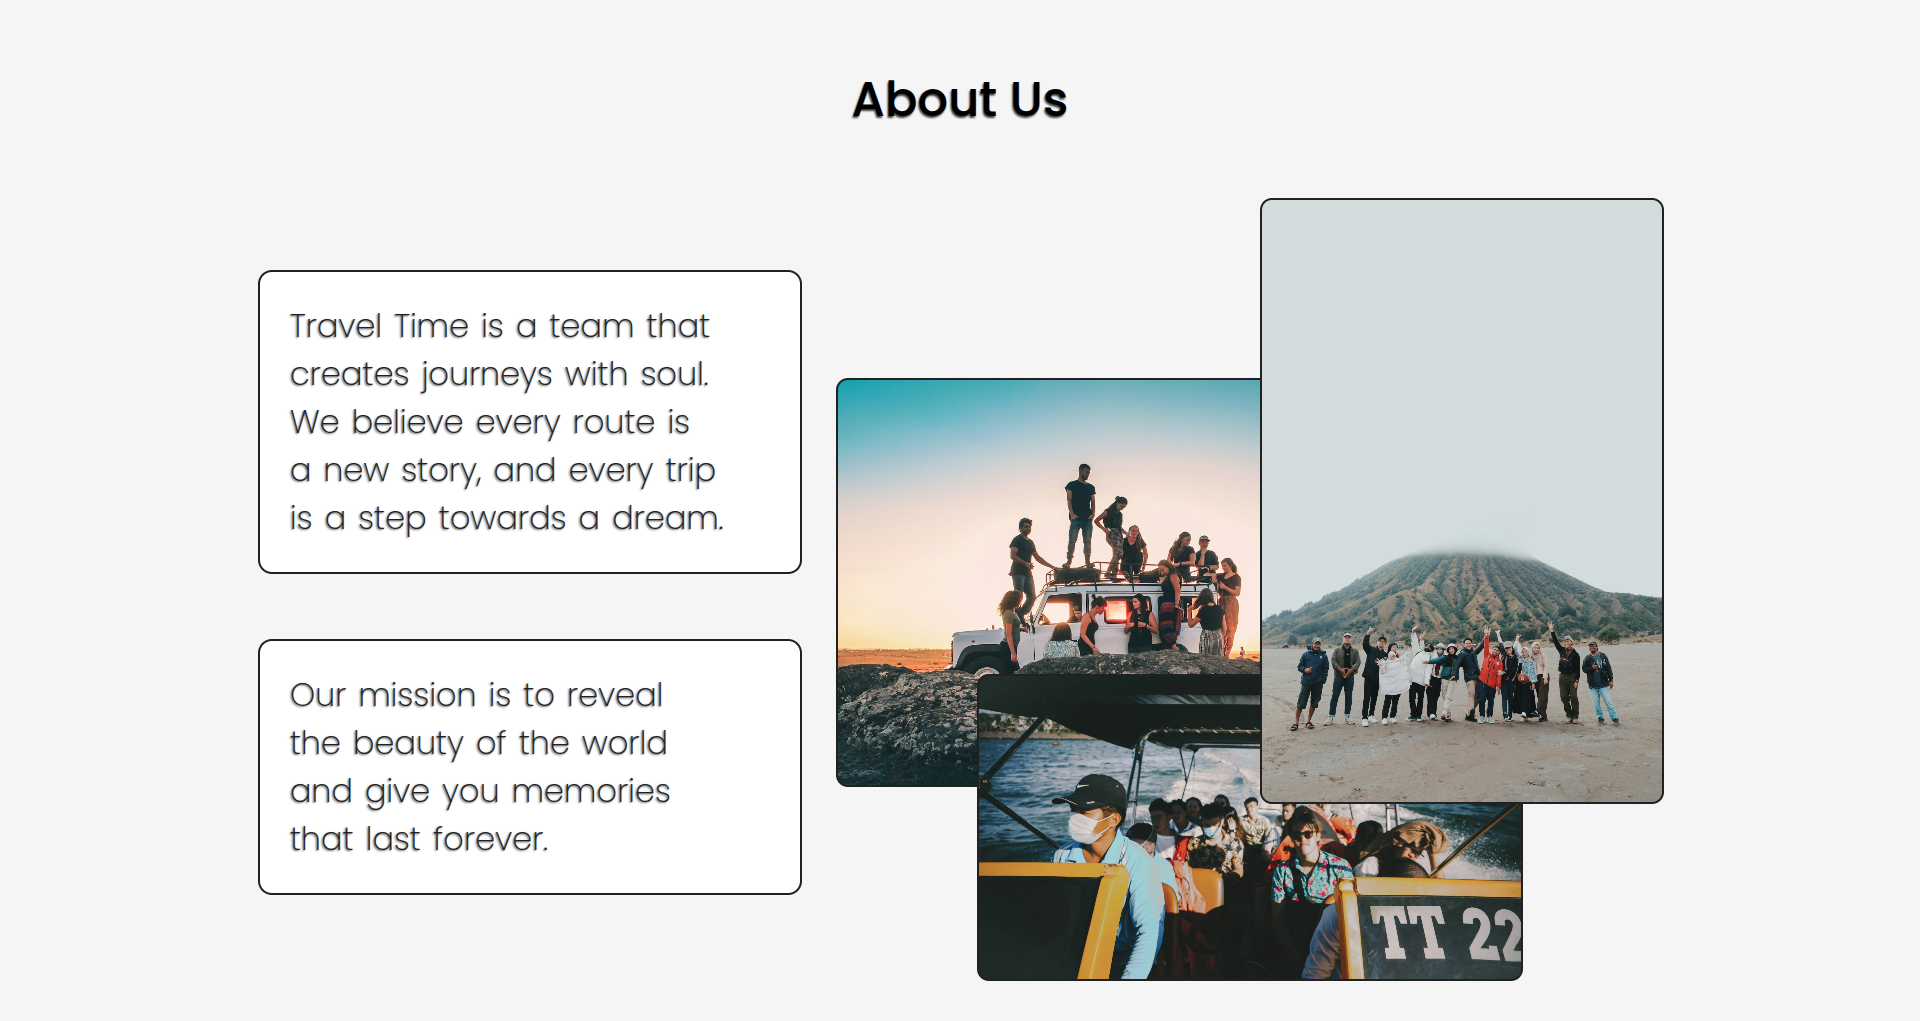 About Us
Travel Time is a team that
creates journeys with soul.
We believe every route is
a new story, and every trip
is a step towards a dream.
Our mission is to reveal
the beauty of the world
and give you memories
that last forever.
TT 22